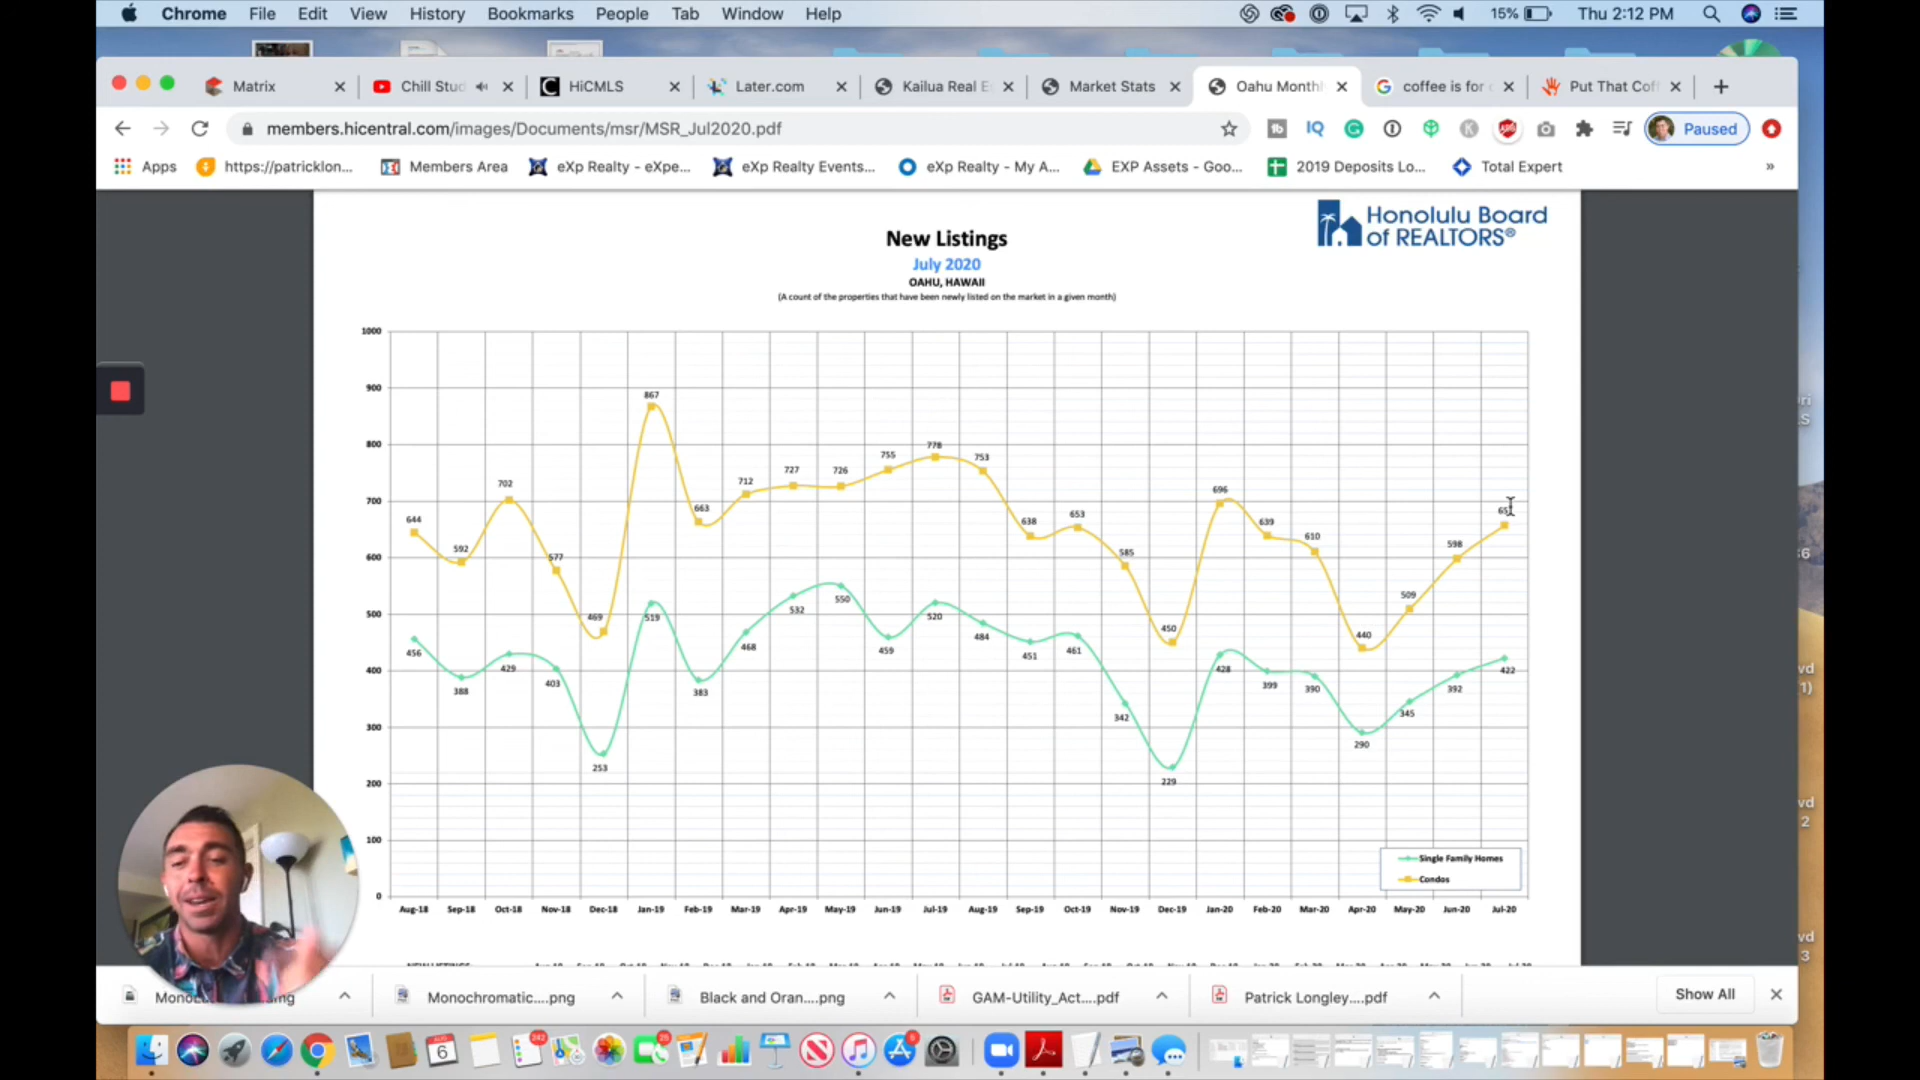 Chrome File Edit View History Bookmarks People Tab Window Help 15% Thu 2:12 PM
Matrix Chill Stud HiCMLS Later.com Kailua Real E Market Stats Oahu Monthl coffee is for Put That Coff
members.hicentral.com/images/Documents/msr/MSR_Jul2020.pdf IQ Paused
Apps https://patricklon... Members Area eXp Realty - eXpe... eXp Realty Events... eXp Realty - My A... EXP Assets - Goo... 2019 Deposits Lo... Total Expert »
Honolulu Board
of REALTORS®
New Listings
July 2020
OAHU, HAWAII
(A count of the properties that have been newly listed on the market in a given month)
1000
900
800
700
600
500
400
300
200
100
0
644 592 702 577 469 867 663 712 727 726 755 778 753 638 653 585 450 696 639 610 440 509 598
456 388 429 403 253 519 383 468 532 550 459 520 484 451 461 342 229 428 399 390 290 345 392 422
Single Family Homes
Condos
Aug-18 Sep-18 Oct-18 Nov-18 Dec-18 Jan-19 Feb-19 Mar-19 Apr-19 May-19 Jun-19 Jul-19 Aug-19 Sep-19 Oct-19 Nov-19 Dec-19 Jan-20 Feb-20 Mar-20 Apr-20 May-20 Jun-20 Jul-20
Monochromatic....png Black and Oran....png GAM-Utility_Act....pdf Patrick Longley....pdf Show All
AUG
6